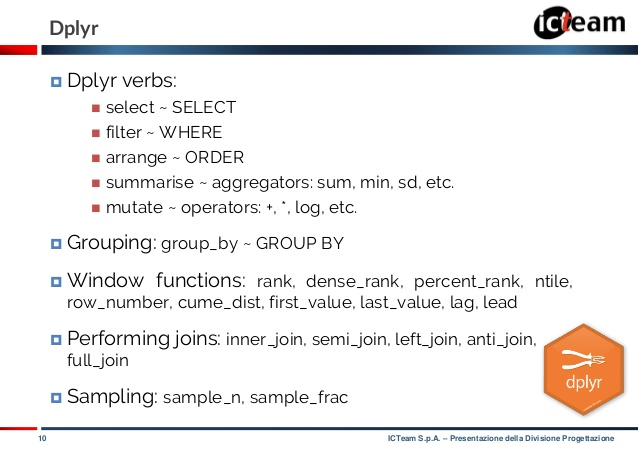 Dplyr
icteam
Dplyr verbs:
select ~ SELECT
filter ~ WHERE
arrange ~ ORDER
summarise ~ aggregators: sum, min, sd, etc.
mutate ~ operators: +, *, log, etc.
Grouping: group_by ~ GROUP BY
Window functions: rank, dense_rank, percent_rank, ntile,
row_number, cume_dist, first_value, last_value, lag, lead
Performing joins: inner_join, semi_join, left_join, anti_join,
full_join
Sampling: sample_n, sample_frac
dplyr
10
ICTeam S.p.A. – Presentazione della Divisione Progettazione